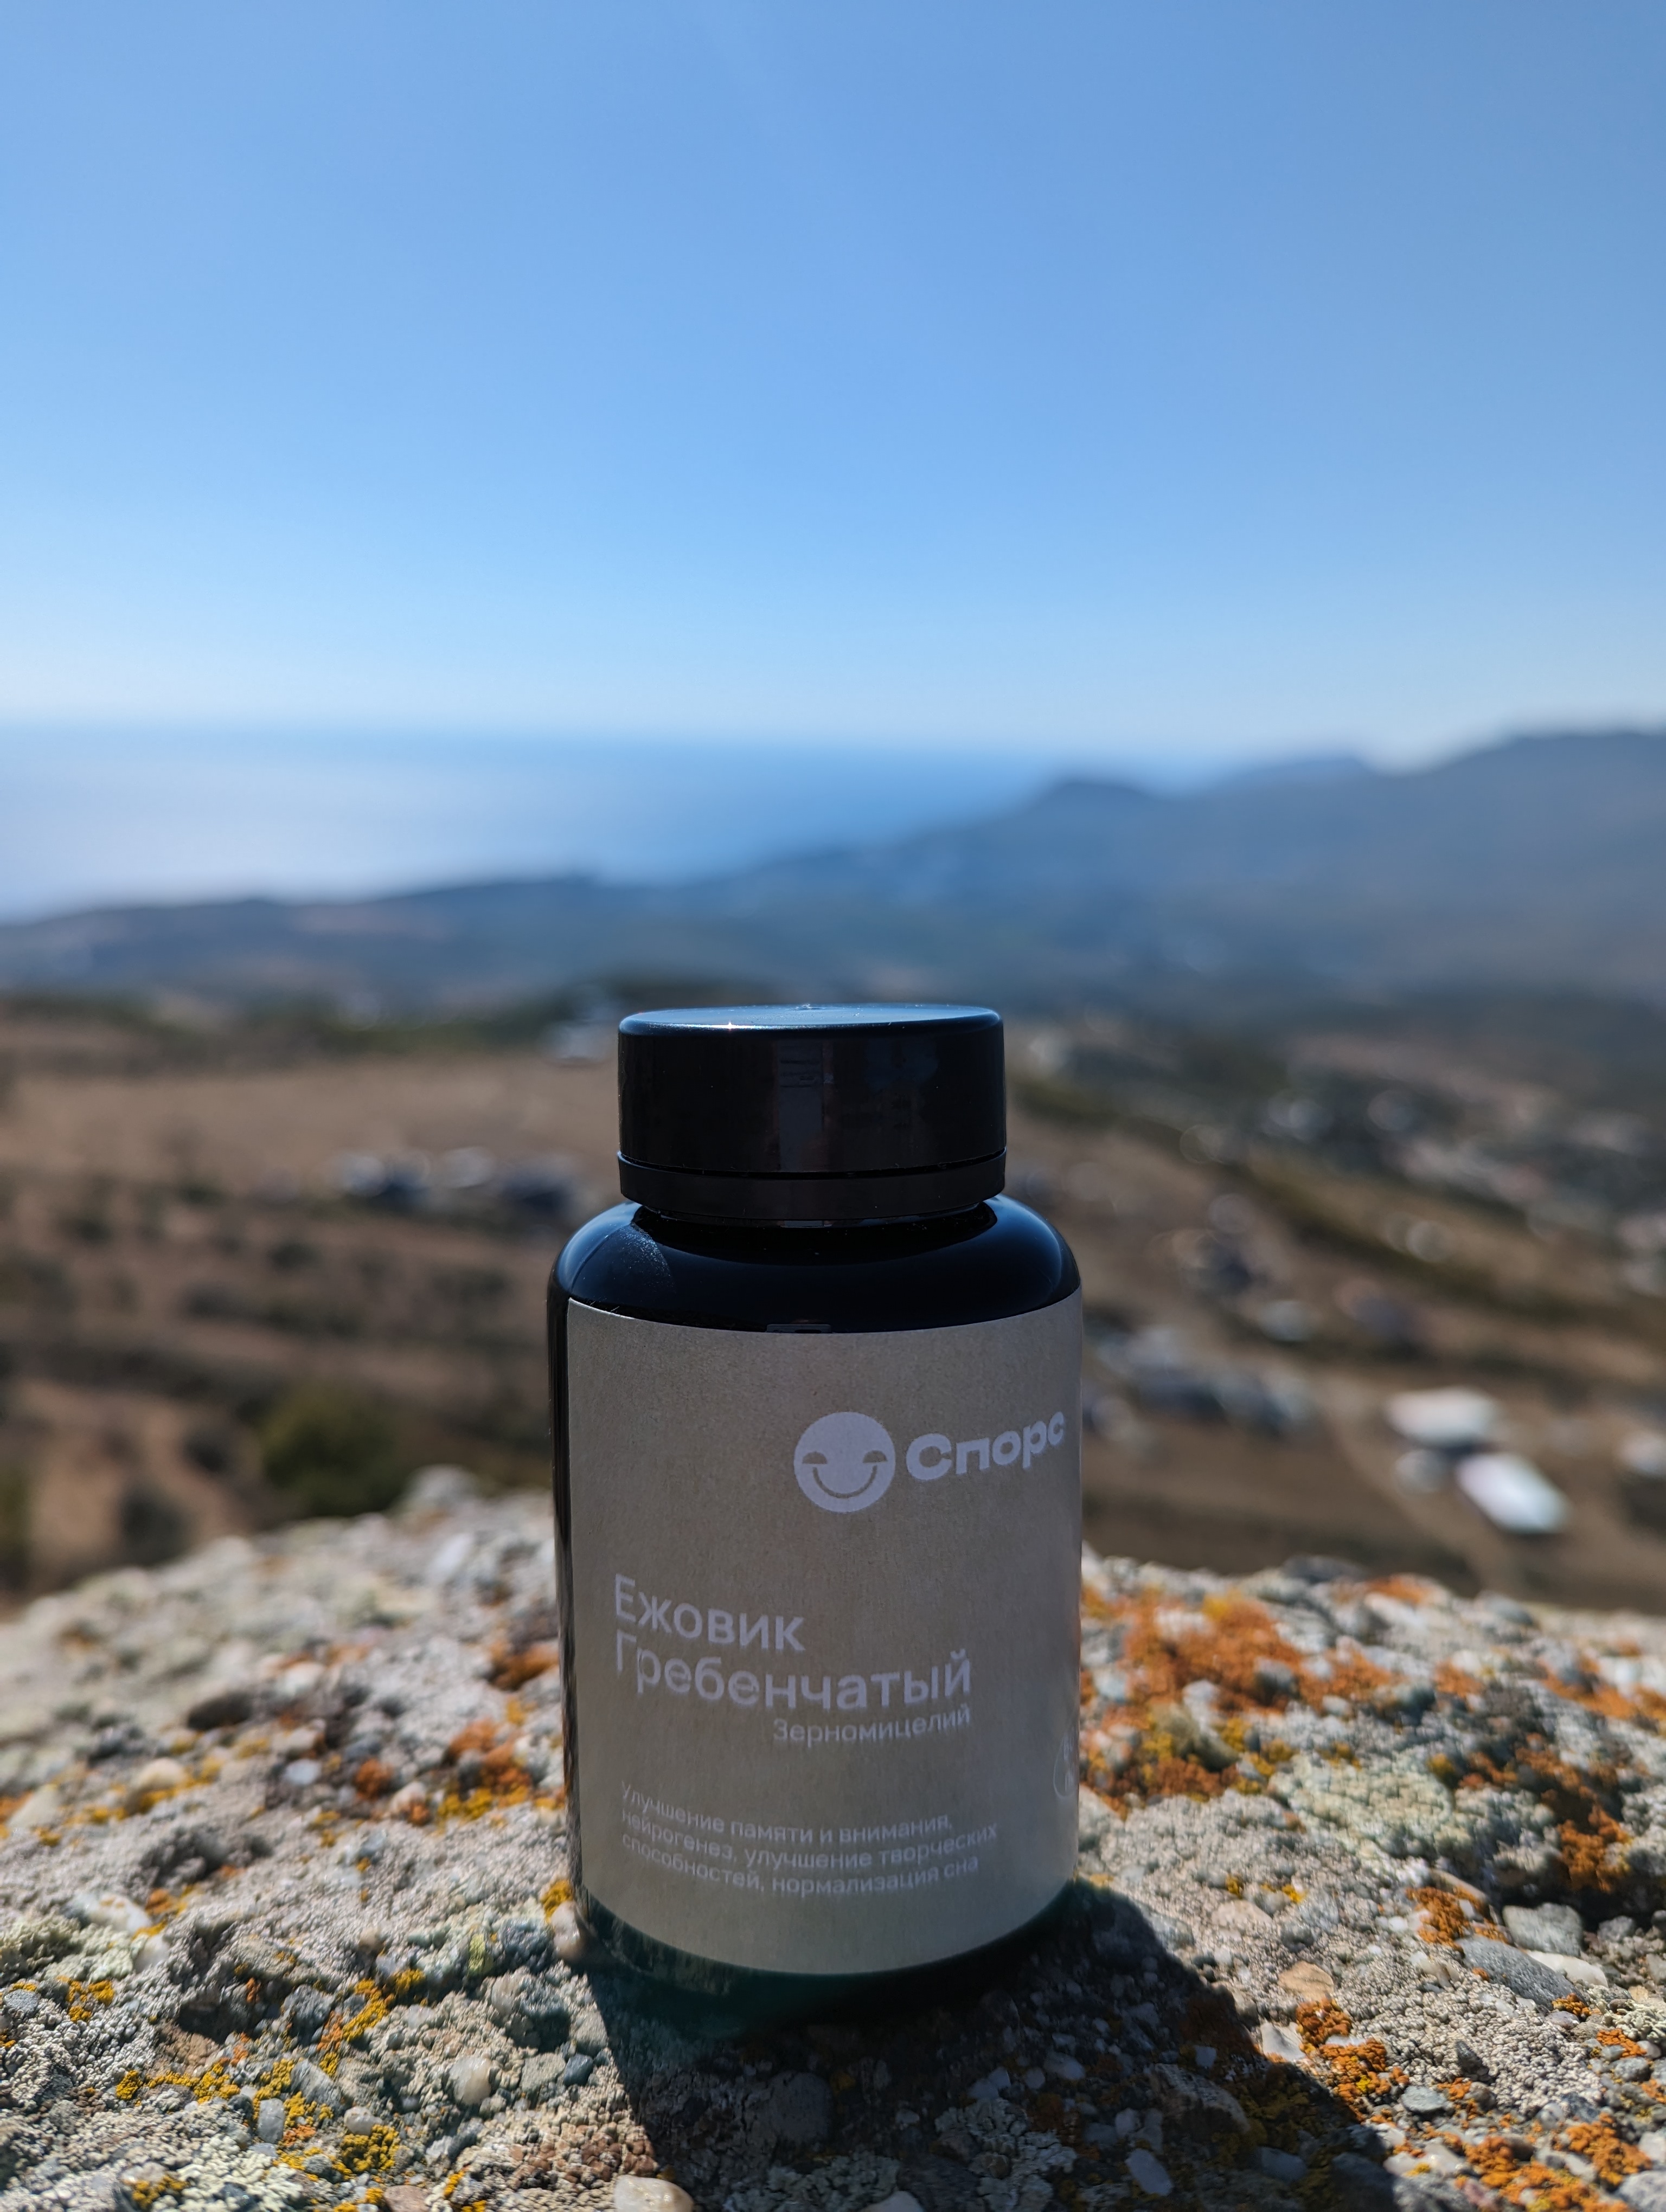 Спорс
Ежовик
Гребенчатый
Зерномицелий
Улучшение памяти и внимания,
нейрогенез, улучшение творческих
способностей, нормализация сна